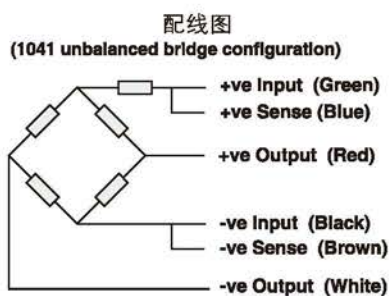 配线图
(1041 unbalanced bridge configuration)
+ve Input (Green)
+ve Sense (Blue)
+ve Output (Red)
-ve Input (Black)
-ve Sense (Brown)
-ve Output (White)